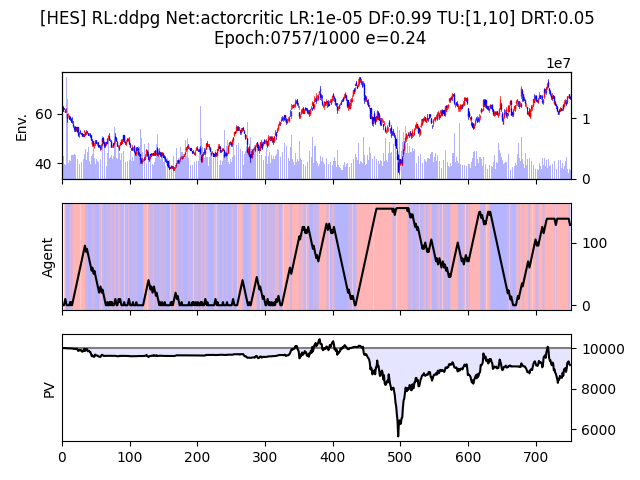 [HES] RL:ddpg Net:actorcritic LR:1e-05 DF:0.99 TU:[1,10] DRT:0.05
Epoch:0757/1000 e=0.24
1e7
Env.
60
40
1
0
Agent
100
0
PV
10000
8000
6000
0 100 200 300 400 500 600 700